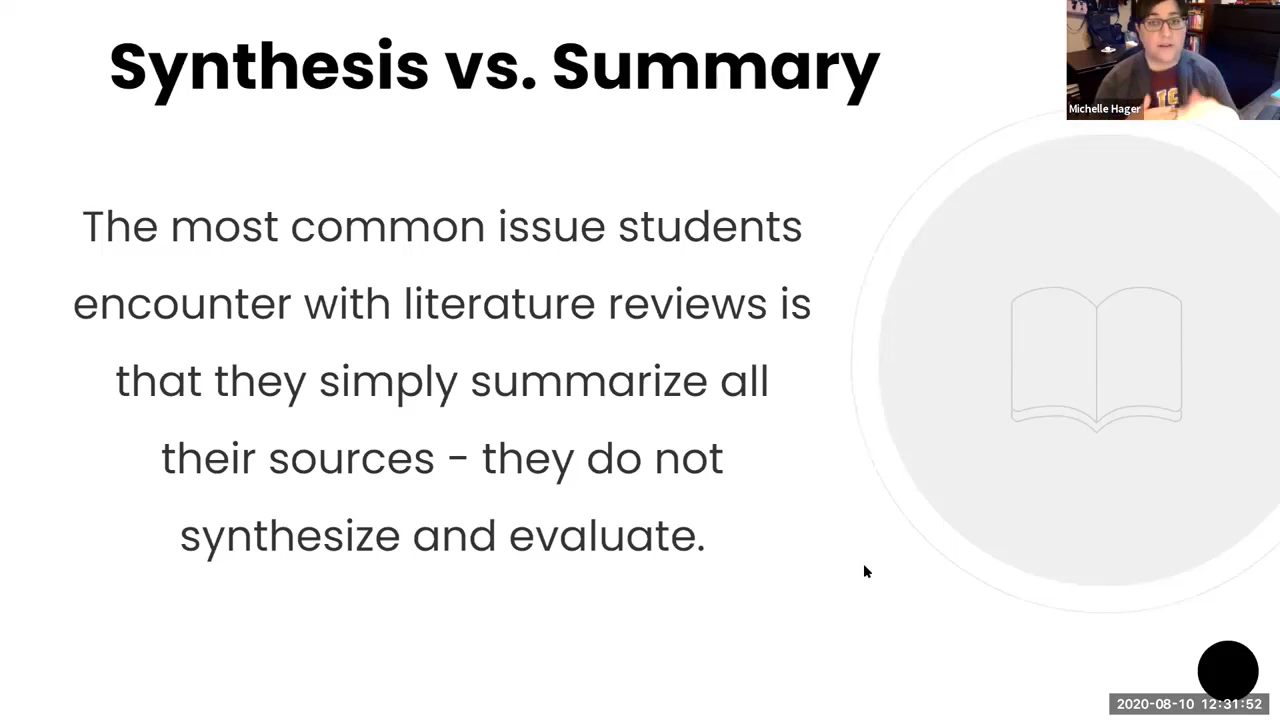 Synthesis vs. Summary
Michelle Hager
The most common issue students
encounter with literature reviews is
that they simply summarize all
their sources - they do not
synthesize and evaluate.
2020-08-10 12:31:52